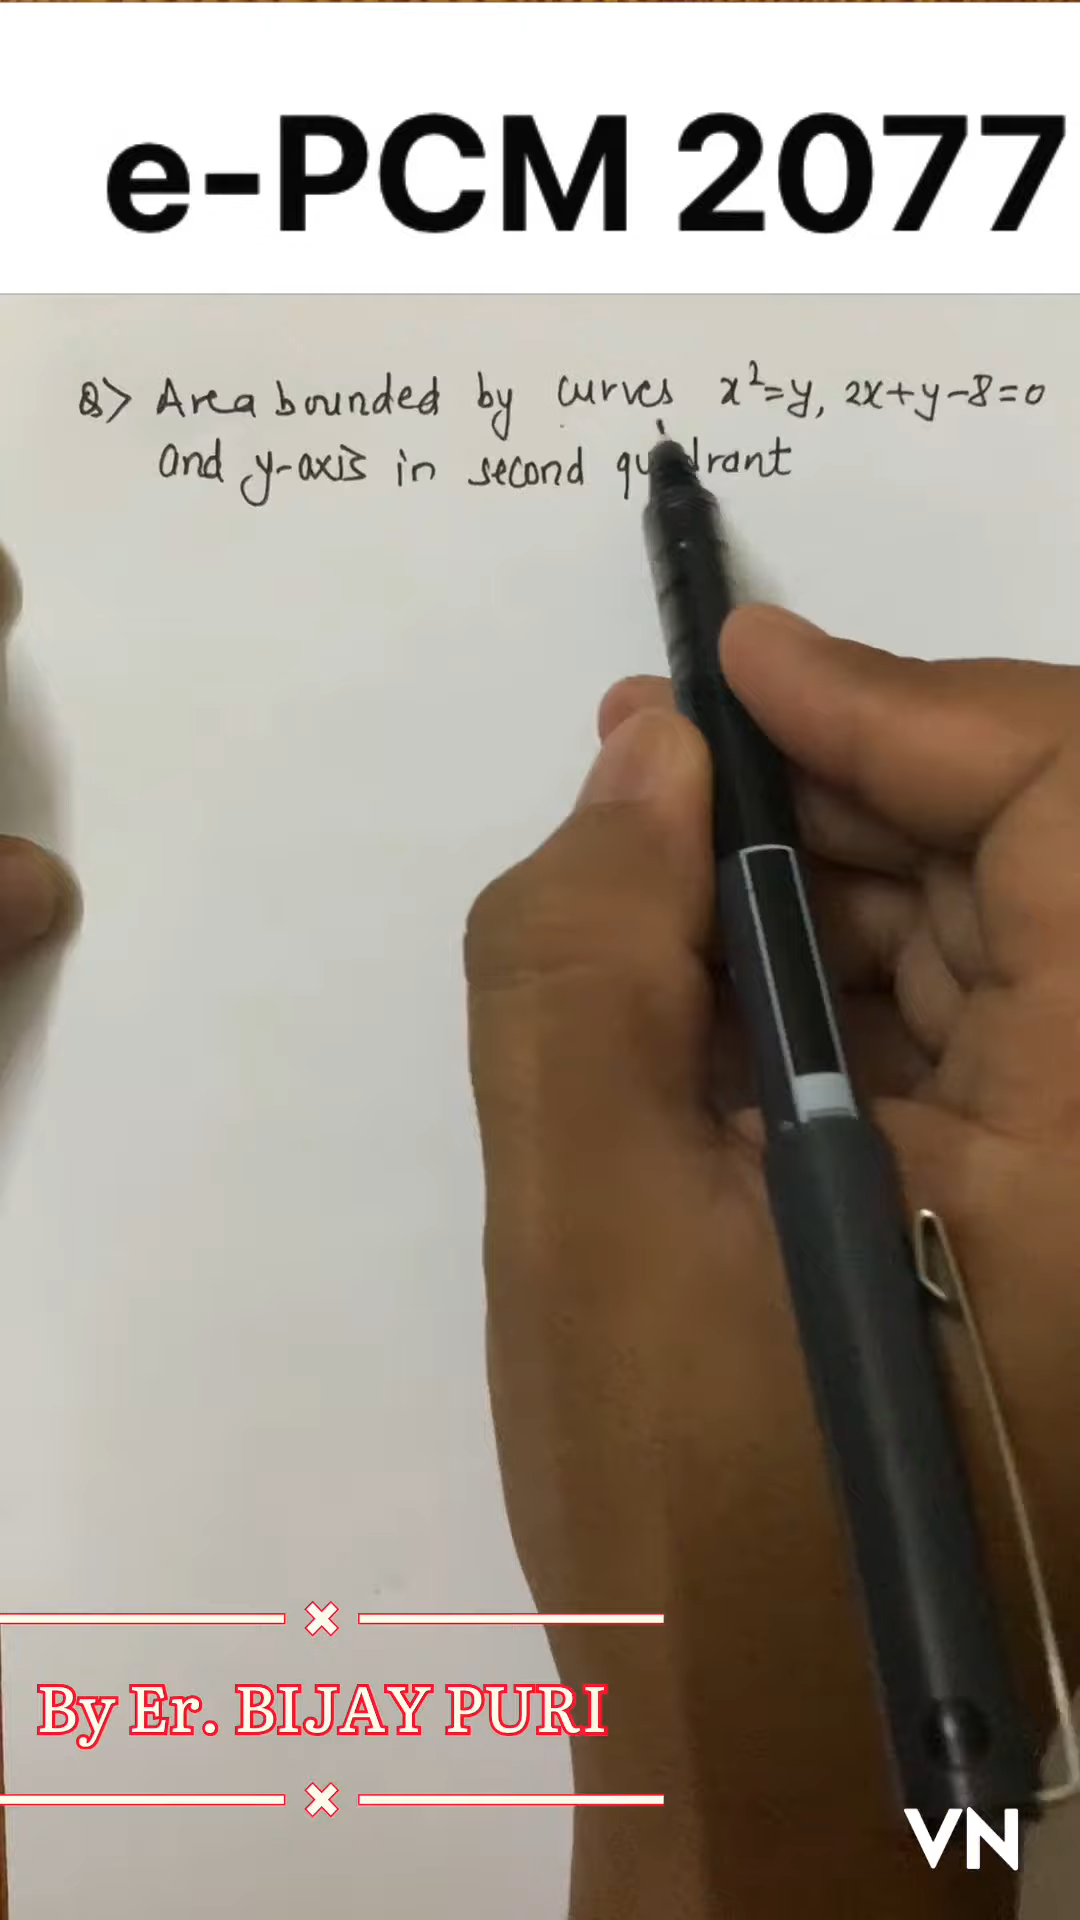 e-PCM 2077
Q> Area bounded by curves x²=y, 2x+y-8=0
and y-axis in second quadrant
By Er. BIJAY PURI
VN